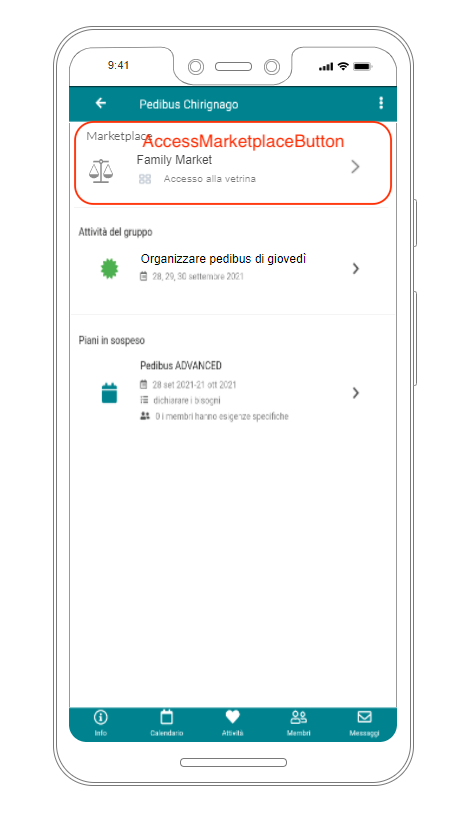 9:41
Pedibus Chirignago
Marketplace
AccessMarketplaceButton
Family Market
Accesso alla vetrina
Attività del gruppo
Organizzare pedibus di giovedì
28, 29, 30 settembre 2021
Piani in sospeso
Pedibus ADVANCED
28 set 2021-21 ott 2021
dichiarare i bisogni
0 i membri hanno esigenze specifiche
Info Calendario Attività Membri Messaggi